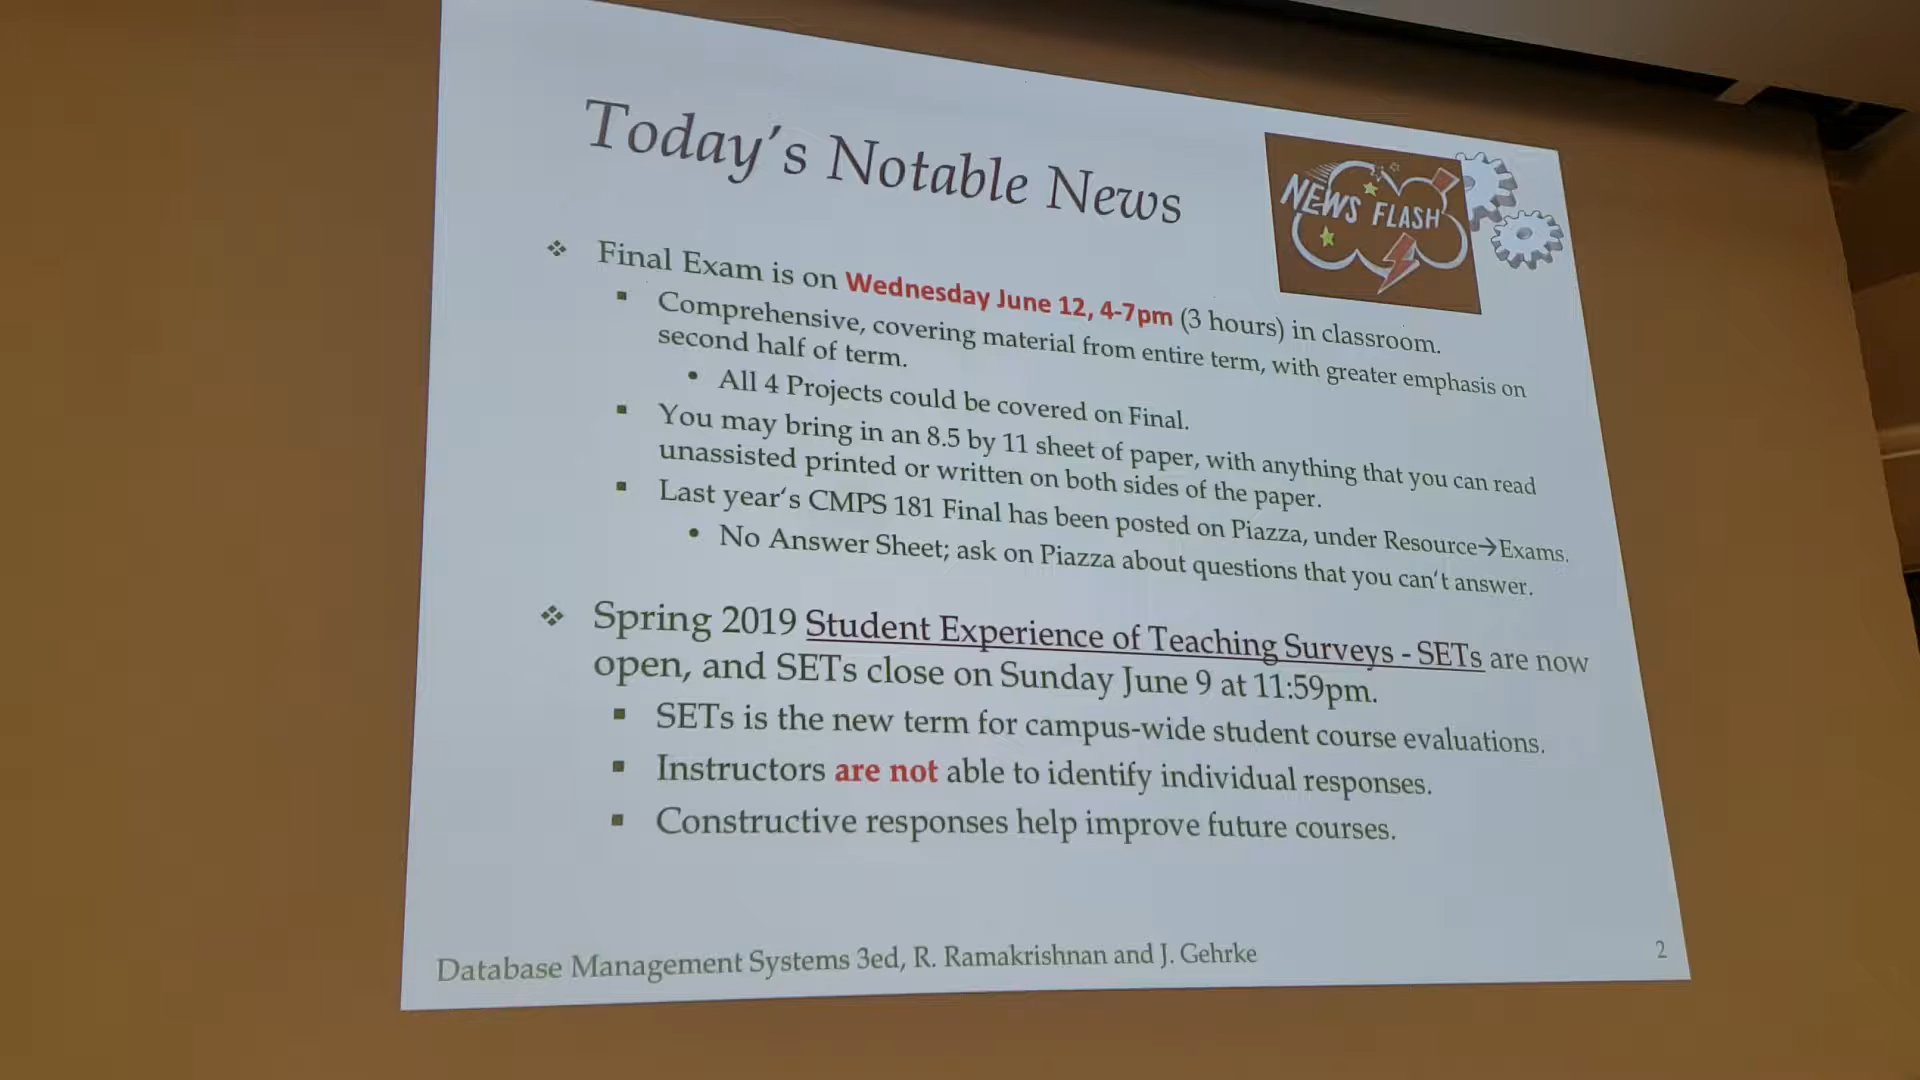 Today's Notable News
NEWS FLASH
❖ Final Exam is on Wednesday June 12, 4-7pm (3 hours) in classroom.
▪ Comprehensive, covering material from entire term, with greater emphasis on
second half of term.
• All 4 Projects could be covered on Final.
▪ You may bring in an 8.5 by 11 sheet of paper, with anything that you can read
unassisted printed or written on both sides of the paper.
▪ Last year's CMPS 181 Final has been posted on Piazza, under Resource→Exams.
• No Answer Sheet; ask on Piazza about questions that you can't answer.
❖ Spring 2019 Student Experience of Teaching Surveys - SETs are now
open, and SETs close on Sunday June 9 at 11:59pm.
▪ SETs is the new term for campus-wide student course evaluations.
▪ Instructors are not able to identify individual responses.
▪ Constructive responses help improve future courses.
Database Management Systems 3ed, R. Ramakrishnan and J. Gehrke
2